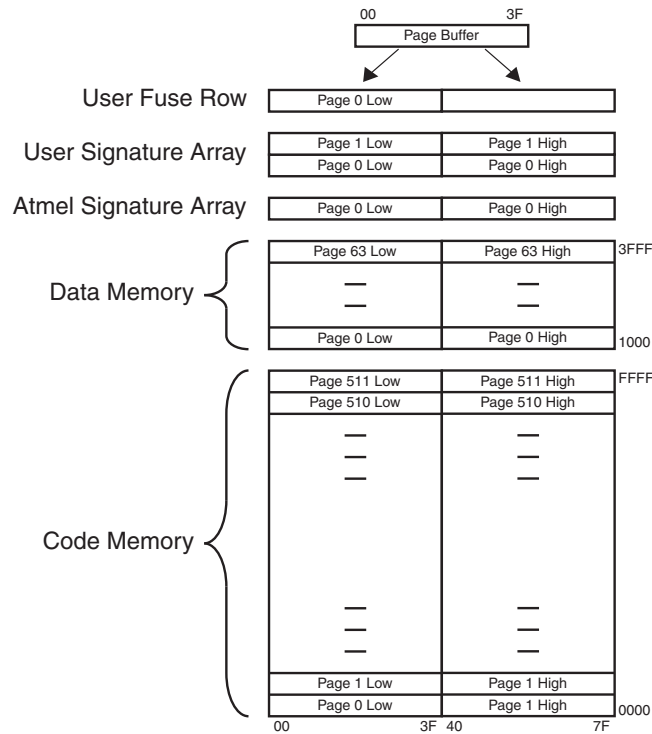 00 3F
Page Buffer
User Fuse Row
Page 0 Low
User Signature Array
Page 1 Low Page 1 High
Page 0 Low Page 0 High
Atmel Signature Array
Page 0 Low Page 0 High
Data Memory
Page 63 Low Page 63 High 3FFF
Page 0 Low Page 0 High 1000
Code Memory
Page 511 Low Page 511 High FFFF
Page 510 Low Page 510 High
Page 1 Low Page 1 High
Page 0 Low Page 1 High 0000
00 3F 40 7F